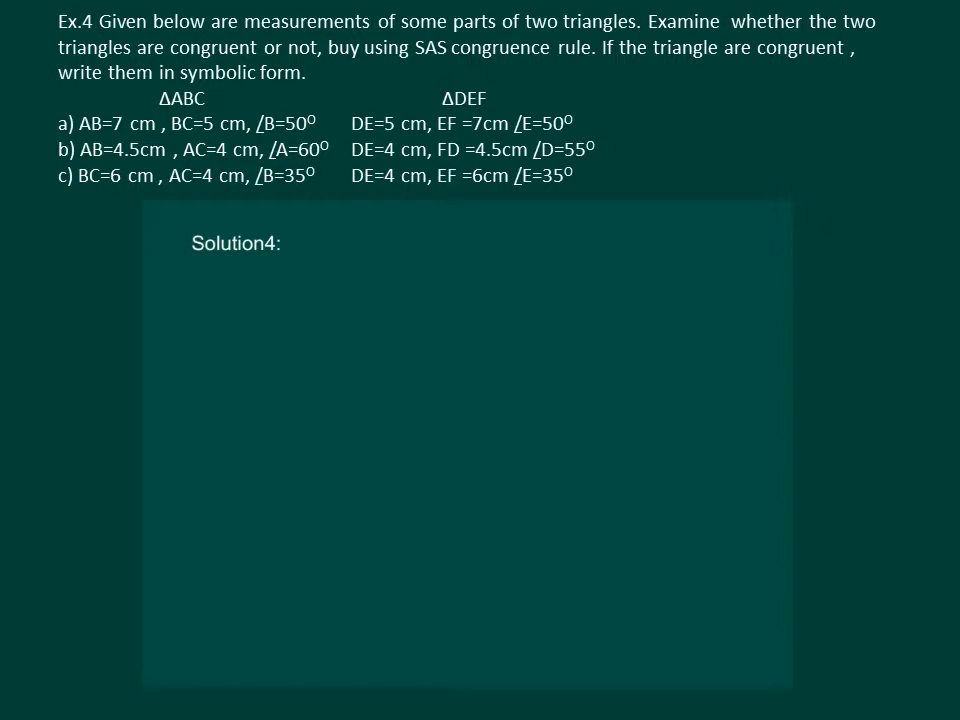 Ex.4 Given below are measurements of some parts of two triangles. Examine whether the two
triangles are congruent or not, buy using SAS congruence rule. If the triangle are congruent ,
write them in symbolic form.
ΔABC ΔDEF
a) AB=7 cm , BC=5 cm, /B=50⁰ DE=5 cm, EF =7cm /E=50⁰
b) AB=4.5cm , AC=4 cm, /A=60⁰ DE=4 cm, FD =4.5cm /D=55⁰
c) BC=6 cm , AC=4 cm, /B=35⁰ DE=4 cm, EF =6cm /E=35⁰
Solution4: